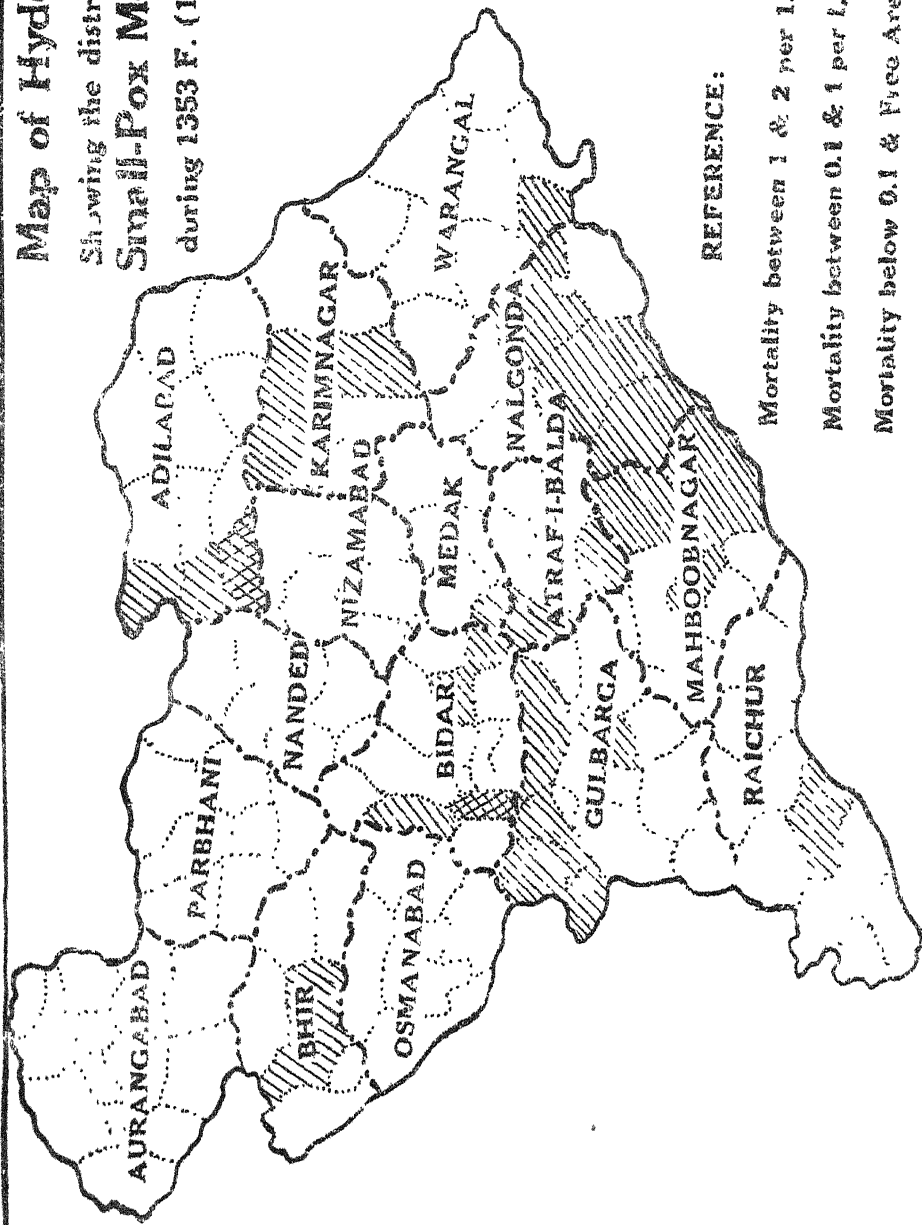 Map of Hyd
Showing the distr
Small-Pox M
during 1353 F. (1
ADILABAD
KARIMNAGAR
WARANGAL
NIZAMABAD
NANDED
PARBHANI
AURANGABAD
MEDAK
NALGONDA
BIDAR
BHIR
OSMANABAD
ATRAF-I-BALDA
GULBARGA
MAHBOOBNAGAR
RAICHUR
REFERENCE:
Mortality between 1 & 2 per 1,
Mortality between 0.1 & 1 per 1,
Mortality below 0.1 & Free Are